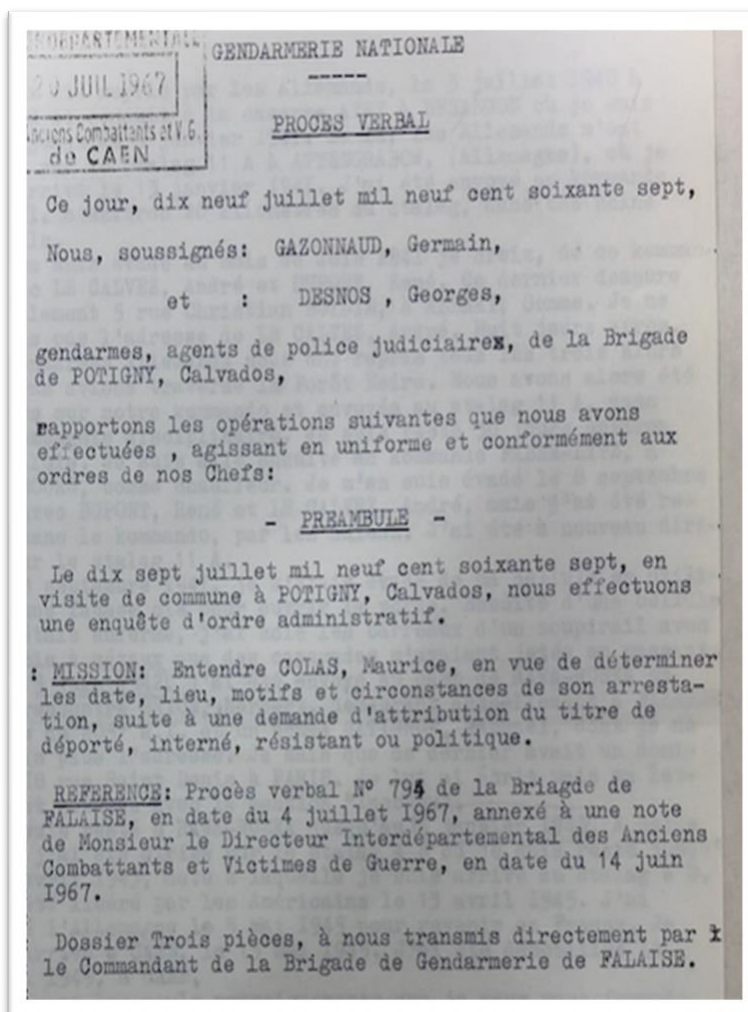 INTERDEPARTEMENTALE
20 JUIL 1967
Anciens Combattants et V.G.
de CAEN
GENDARMERIE NATIONALE
-----
PROCES VERBAL
Ce jour, dix neuf juillet mil neuf cent soixante sept,
Nous, soussignés: GAZONNAUD, Germain,
et : DESNOS , Georges,
gendarmes, agents de police judiciairex, de la Brigade
de POTIGNY, Calvados,
rapportons les opérations suivantes que nous avons
effectuées , agissant en uniforme et conformément aux
ordres de nos Chefs:
- PREAMBULE -
Le dix sept juillet mil neuf cent soixante sept, en
visite de commune à POTIGNY, Calvados, nous effectuons
une enquête d'ordre administratif.
: MISSION: Entendre COLAS, Maurice, en vue de déterminer
les date, lieu, motifs et circonstances de son arresta-
tion, suite à une demande d'attribution du titre de
déporté, interné, résistant ou politique.
REFERENCE: Procès verbal N° 794 de la Briagde de
FALAISE, en date du 4 juillet I967, annexé à une note
de Monsieur le Directeur Interdépartemental des Anciens
Combattants et Victimes de Guerre, en date du 14 juin
I967.
Dossier Trois pièces, à nous transmis directement par x
le Commandant de la Brigade de Gendarmerie de FALAISE.